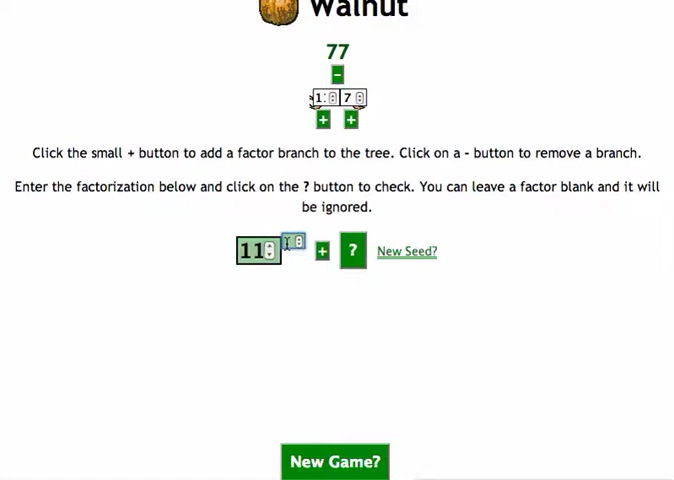 Walnut
77
-
7
+ +
Click the small + button to add a factor branch to the tree. Click on a - button to remove a branch.
Enter the factorization below and click on the ? button to check. You can leave a factor blank and it will
be ignored.
11 + ? New Seed?
New Game?